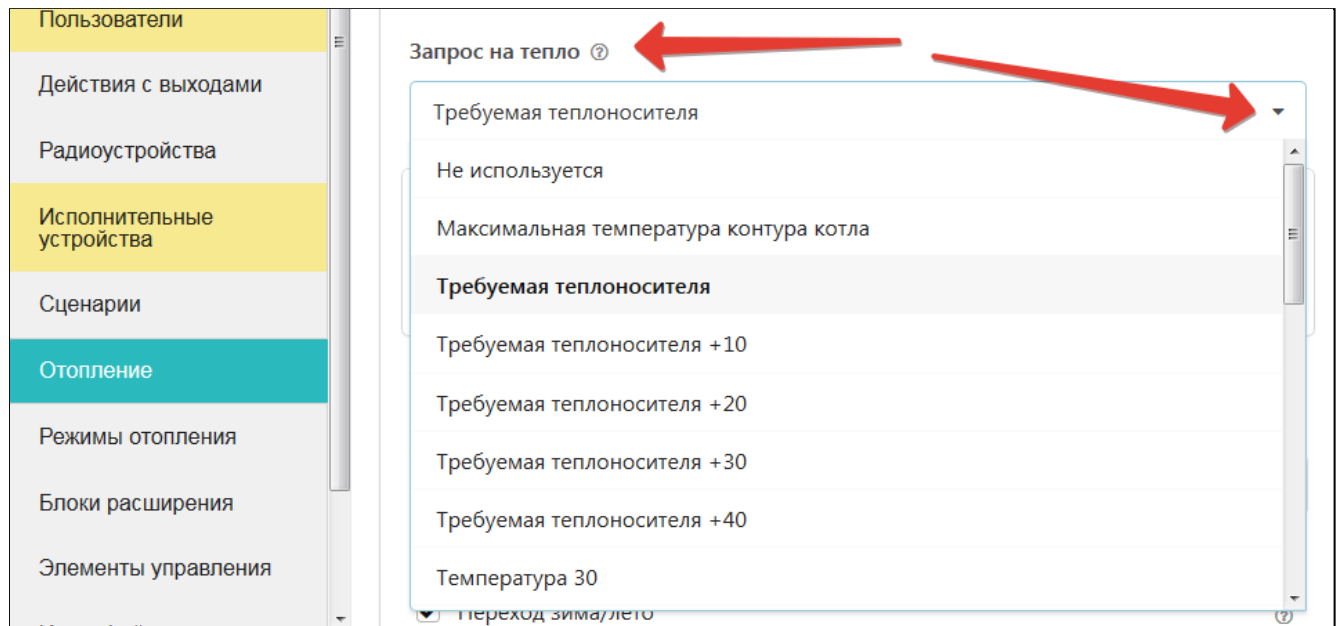 Пользователи
Действия с выходами
Радиоустройства
Исполнительные
устройства
Сценарии
Отопление
Режимы отопления
Блоки расширения
Элементы управления
Запрос на тепло
Требуемая теплоносителя
Не используется
Максимальная температура контура котла
Требуемая теплоносителя
Требуемая теплоносителя +10
Требуемая теплоносителя +20
Требуемая теплоносителя +30
Требуемая теплоносителя +40
Температура 30
Переход зима/лето